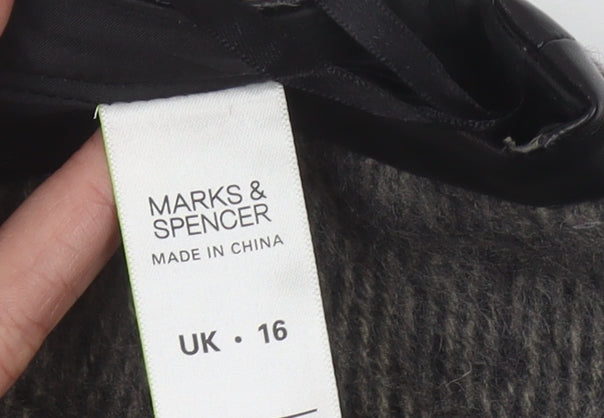 MARKS &
SPENCER
MADE IN CHINA
UK • 16